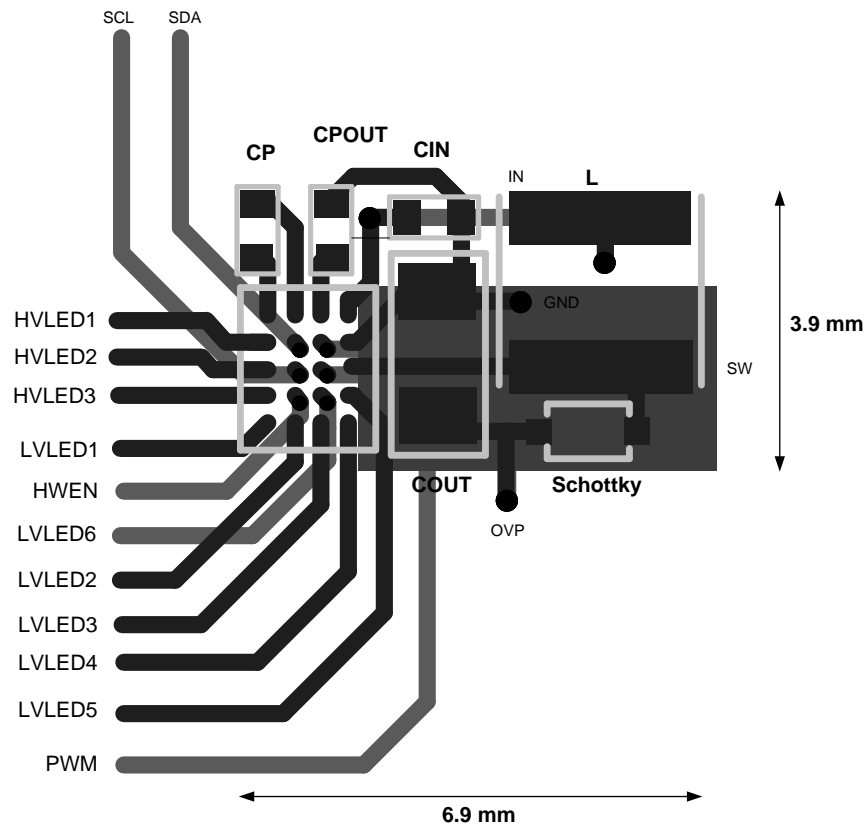 SCL SDA
CPOUT
CP CIN
IN L
GND
HVLED1
3.9 mm
HVLED2
SW
HVLED3
LVLED1
COUT Schottky
HWEN
OVP
LVLED6
LVLED2
LVLED3
LVLED4
LVLED5
PWM
6.9 mm